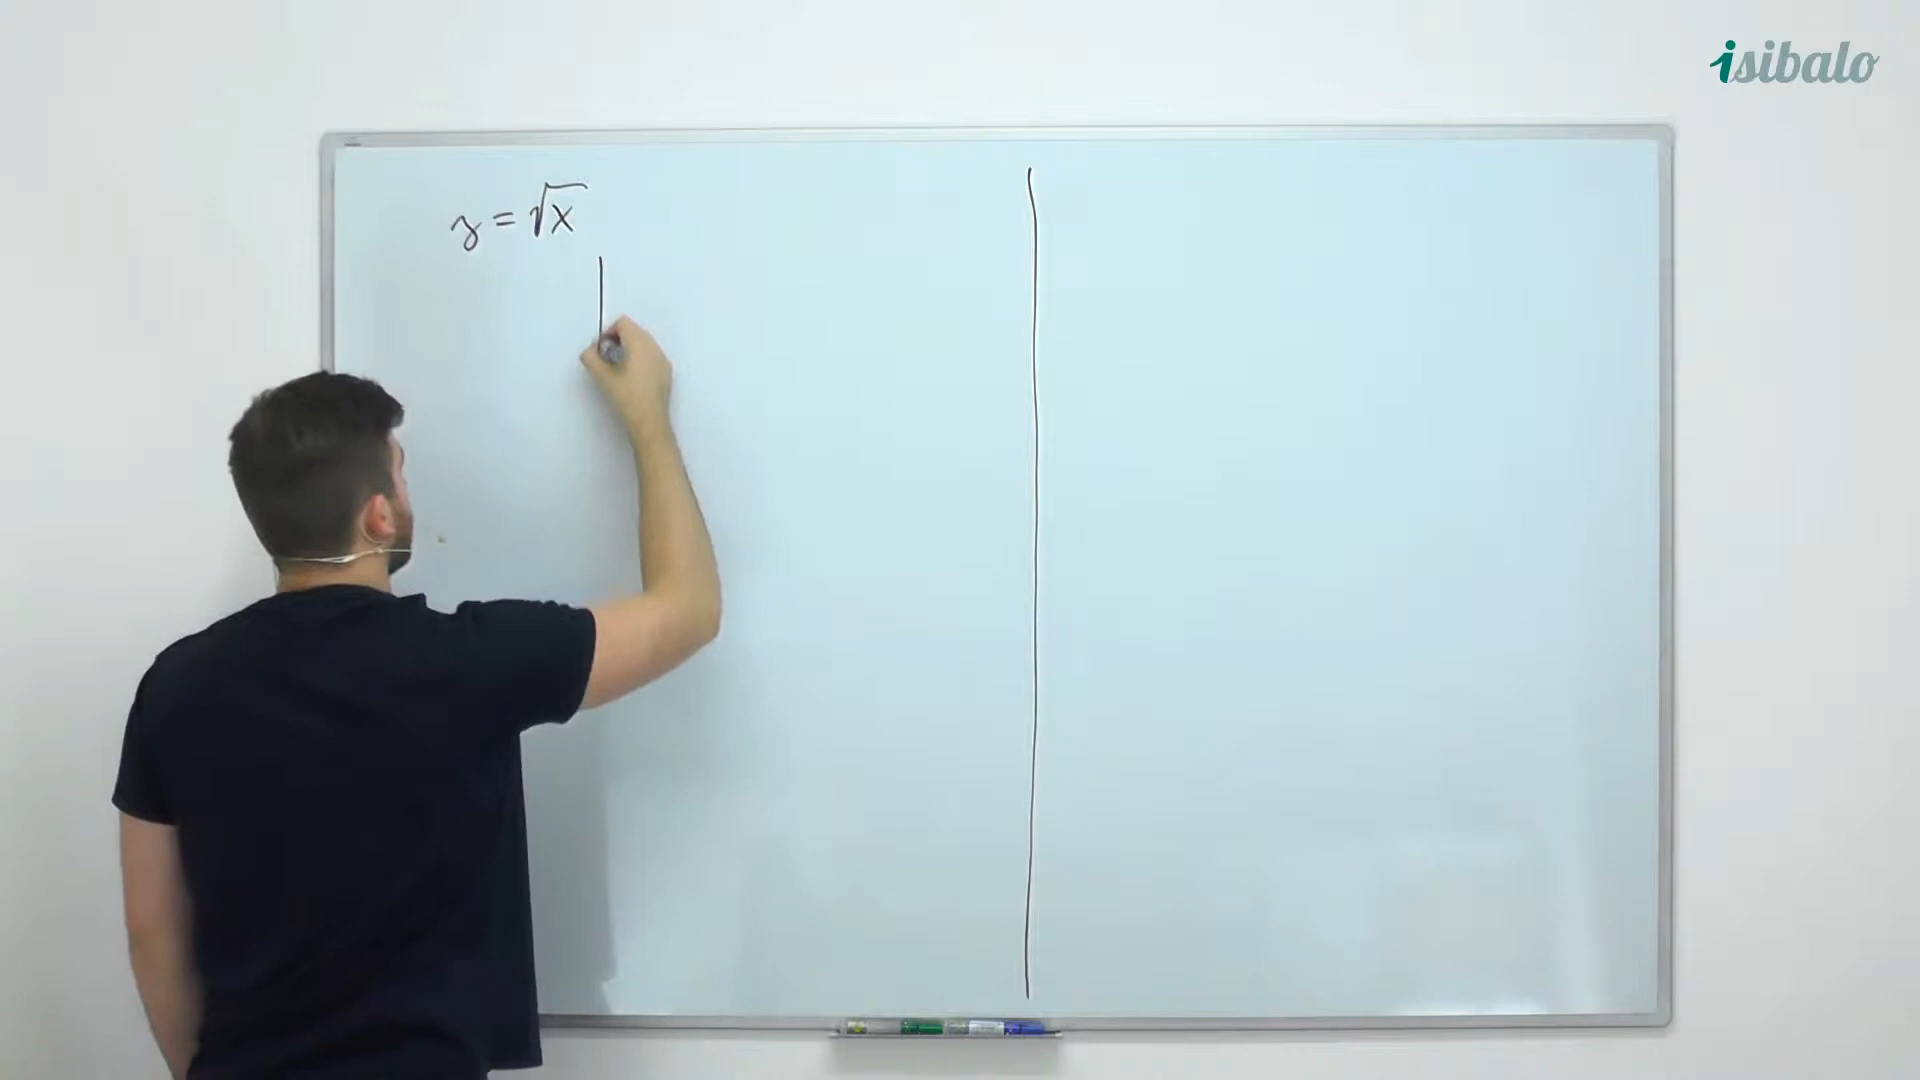 isibalo
y = √x